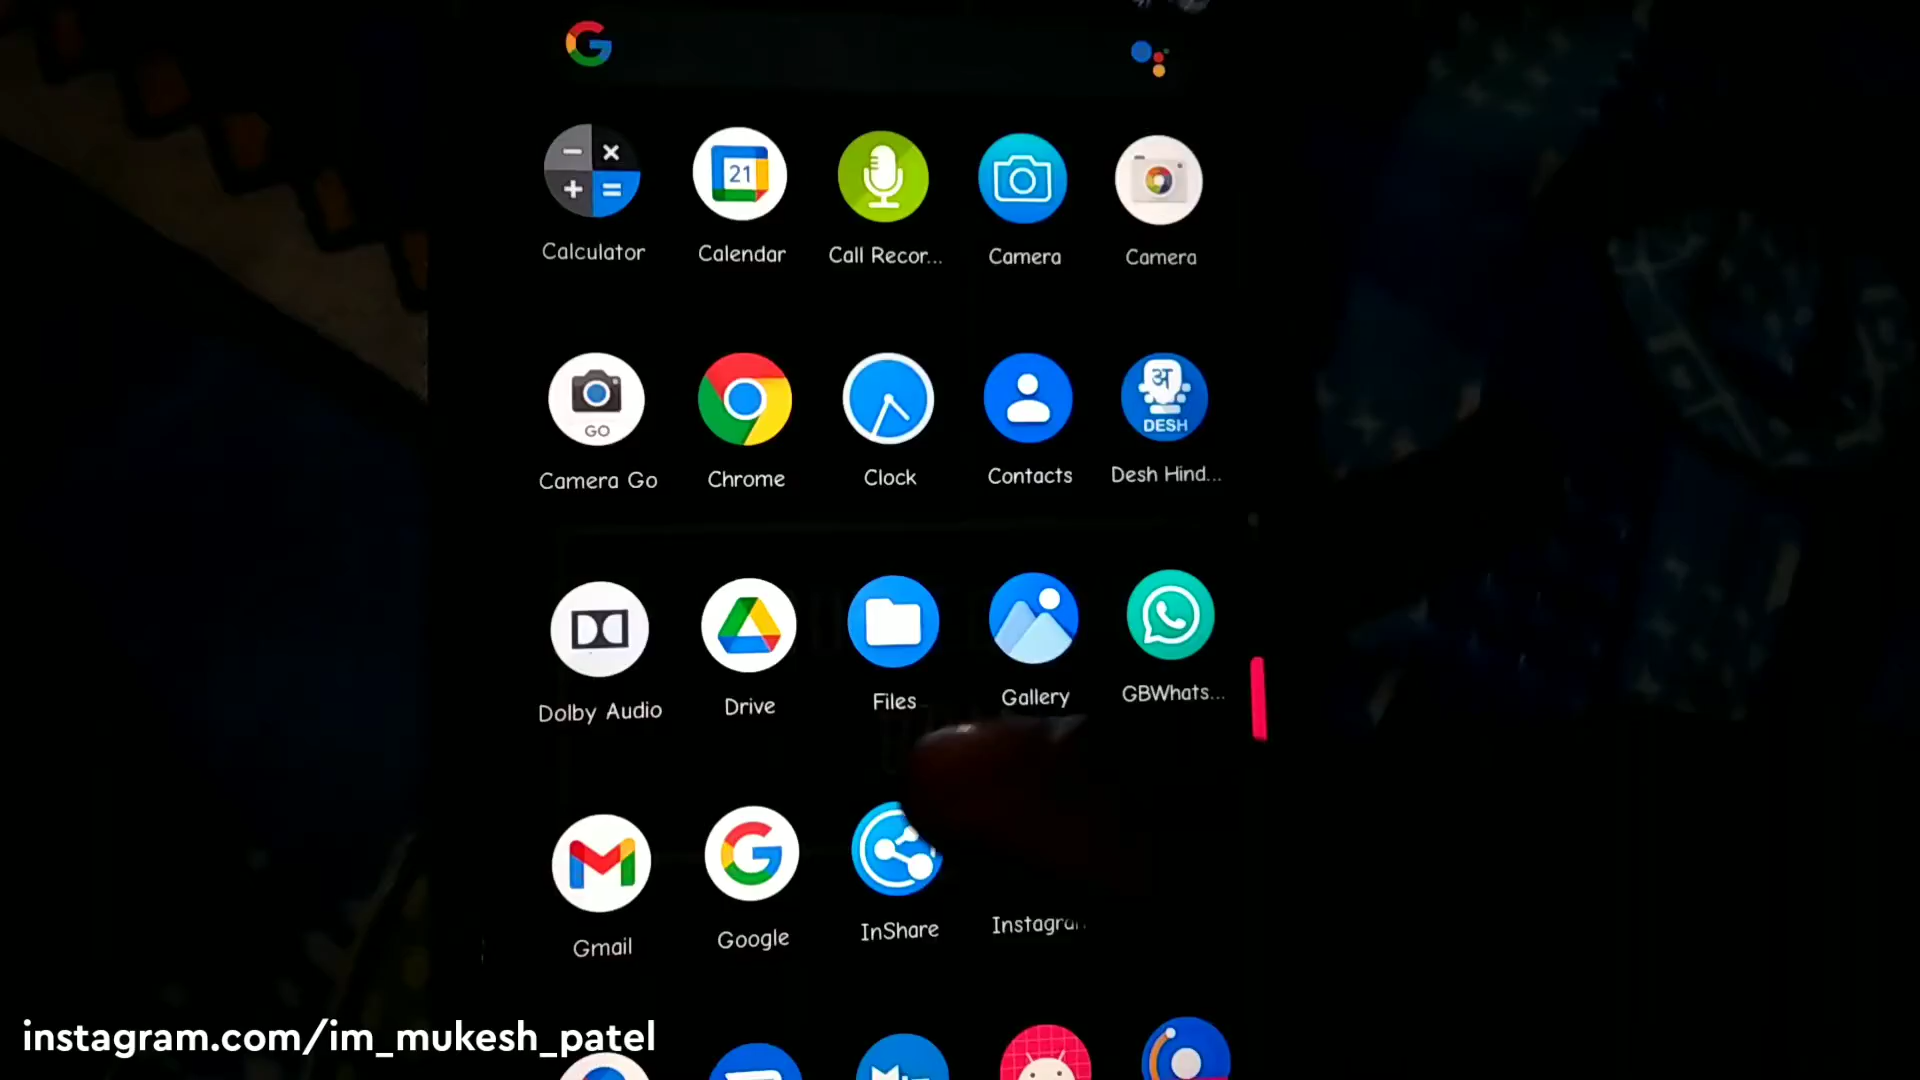 Calculator
Calendar
Call Recor...
Camera
Camera
21
GO
अ
DESH
Camera Go
Chrome
Clock
Contacts
Desh Hind...
Dolby Audio
Drive
Files
Gallery
GBWhats...
Gmail
Google
InShare
instagram.com/im_mukesh_patel